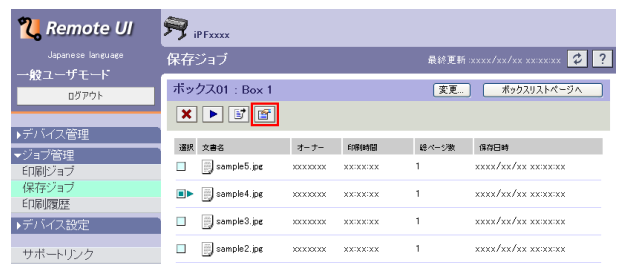 Remote UI
Japanese language
一般ユーザモード
ログアウト
▶デバイス管理
▼ジョブ管理
印刷ジョブ
保存ジョブ
印刷履歴
▶デバイス設定
サポートリンク
iPFxxxx
保存ジョブ
最終更新 :xxxx/xx/xx xx:xx:xx
?
ボックス01 : Box 1
変更...
ボックスリストページへ
選択 文書名 オーナー 印刷時間 総ページ数 保存日時
sample5.jpg xxxxxxx xx:xx:xx 1 xxxx/xx/xx xx:xx:xx
sample4.jpg xxxxxxx xx:xx:xx 1 xxxx/xx/xx xx:xx:xx
sample3.jpg xxxxxxx xx:xx:xx 1 xxxx/xx/xx xx:xx:xx
sample2.jpg xxxxxxx xx:xx:xx 1 xxxx/xx/xx xx:xx:xx